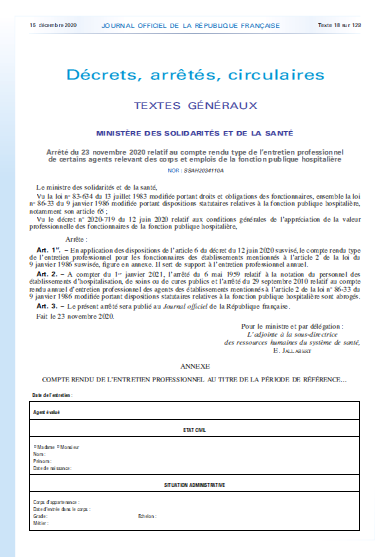 15 décembre 2020 JOURNAL OFFICIEL DE LA RÉPUBLIQUE FRANÇAISE Texte 18 sur 129
Décrets, arrêtés, circulaires
TEXTES GÉNÉRAUX
MINISTÈRE DES SOLIDARITÉS ET DE LA SANTÉ
Arrêté du 23 novembre 2020 relatif au compte rendu type de l'entretien professionnel
de certains agents relevant des corps et emplois de la fonction publique hospitalière
NOR : SSAH2034110A
Le ministre des solidarités et de la santé,
Vu la loi n° 83-634 du 13 juillet 1983 modifiée portant droits et obligations des fonctionnaires, ensemble la loi
n° 86-33 du 9 janvier 1986 modifiée portant dispositions statutaires relatives à la fonction publique hospitalière,
notamment son article 65 ;
Vu le décret n° 2020-719 du 12 juin 2020 relatif aux conditions générales de l'appréciation de la valeur
professionnelle des fonctionnaires de la fonction publique hospitalière,
Arrête :
Art. 1er. – En application des dispositions de l'article 6 du décret du 12 juin 2020 susvisé, le compte rendu type
de l'entretien professionnel pour les fonctionnaires des établissements mentionnés à l'article 2 de la loi du
9 janvier 1986 susvisée, figure en annexe. Il sert de support à l'entretien professionnel annuel.
Art. 2. – A compter du 1er janvier 2021, l'arrêté du 6 mai 1959 relatif à la notation du personnel des
établissements d'hospitalisation, de soins ou de cures publics et l'arrêté du 29 septembre 2010 relatif au compte
rendu annuel d'entretien professionnel des agents des établissements mentionnés à l'article 2 de la loi n° 86-33 du
9 janvier 1986 modifiée portant dispositions statutaires relatives à la fonction publique hospitalière sont abrogés.
Art. 3. – Le présent arrêté sera publié au Journal officiel de la République française.
Fait le 23 novembre 2020.
Pour le ministre et par délégation :
L'adjointe à la sous-directrice
des ressources humaines du système de santé,
E.
ANNEXE
COMPTE RENDU DE L'ENTRETIEN PROFESSIONNEL AU TITRE DE LA PÉRIODE DE RÉFÉRENCE…
Date de l'entretien :
Agent évalué
ETAT CIVIL
□ Madame □ Monsieur
Nom :
Prénom :
Date de naissance :
SITUATION ADMINISTRATIVE
Corps d'appartenance :
Date d'entrée dans le corps :
Grade : Echelon :
Métier :